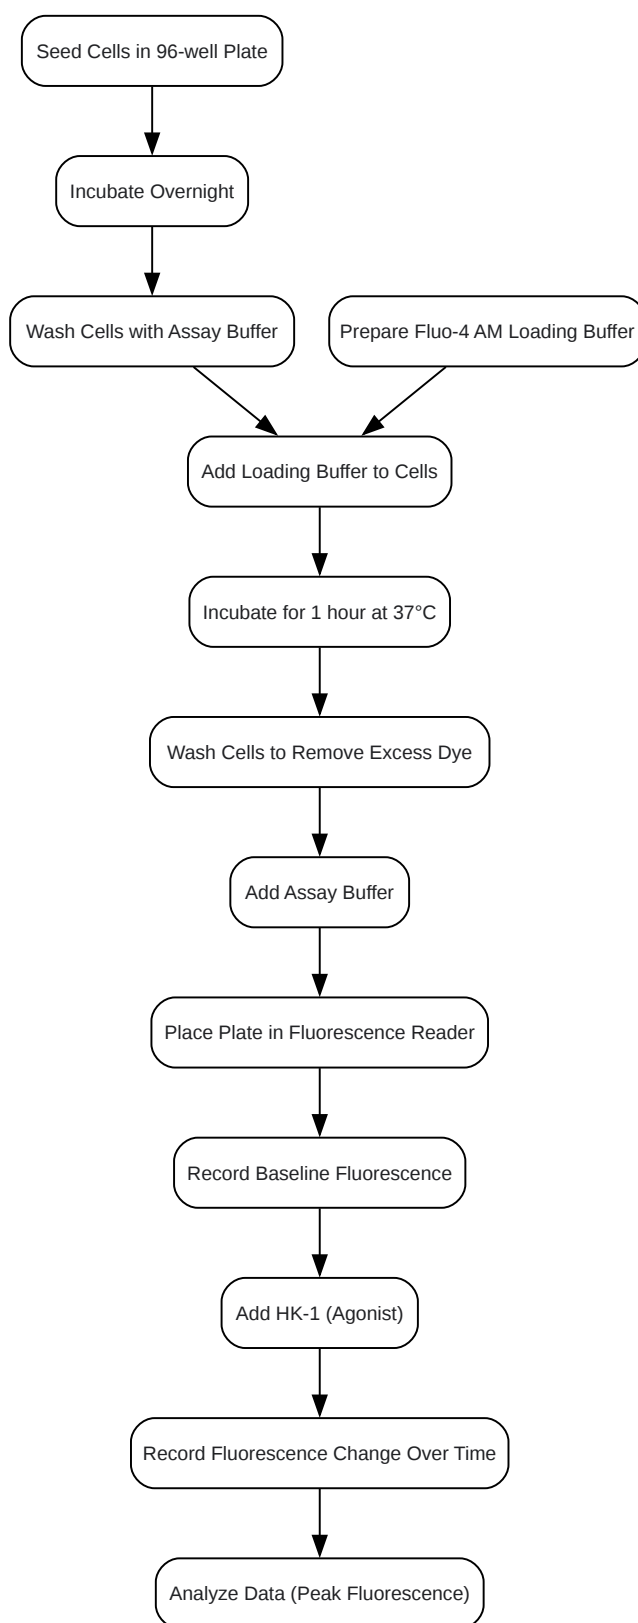 Seed Cells in 96-well Plate
Incubate Overnight
Wash Cells with Assay Buffer
Prepare Fluo-4 AM Loading Buffer
Add Loading Buffer to Cells
Incubate for 1 hour at 37°C
Wash Cells to Remove Excess Dye
Add Assay Buffer
Place Plate in Fluorescence Reader
Record Baseline Fluorescence
Add HK-1 (Agonist)
Record Fluorescence Change Over Time
Analyze Data (Peak Fluorescence)